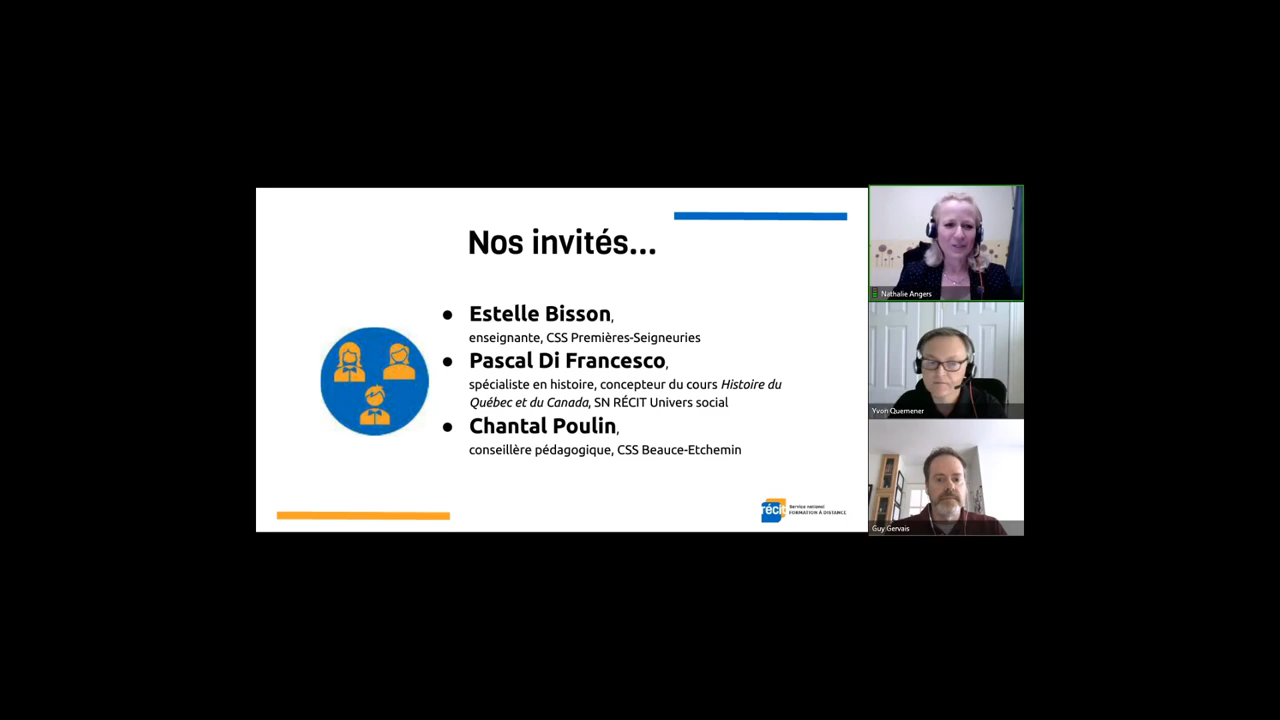 Nos invités...
● Estelle Bisson,
enseignante, CSS Premières-Seigneuries
● Pascal Di Francesco,
spécialiste en histoire, concepteur du cours Histoire du
Québec et du Canada, SN RÉCIT Univers social
● Chantal Poulin,
conseillère pédagogique, CSS Beauce-Etchemin
récit
Service national
FORMATION À DISTANCE
Nathalie Angers
Yvon Quemener
Guy Gervais